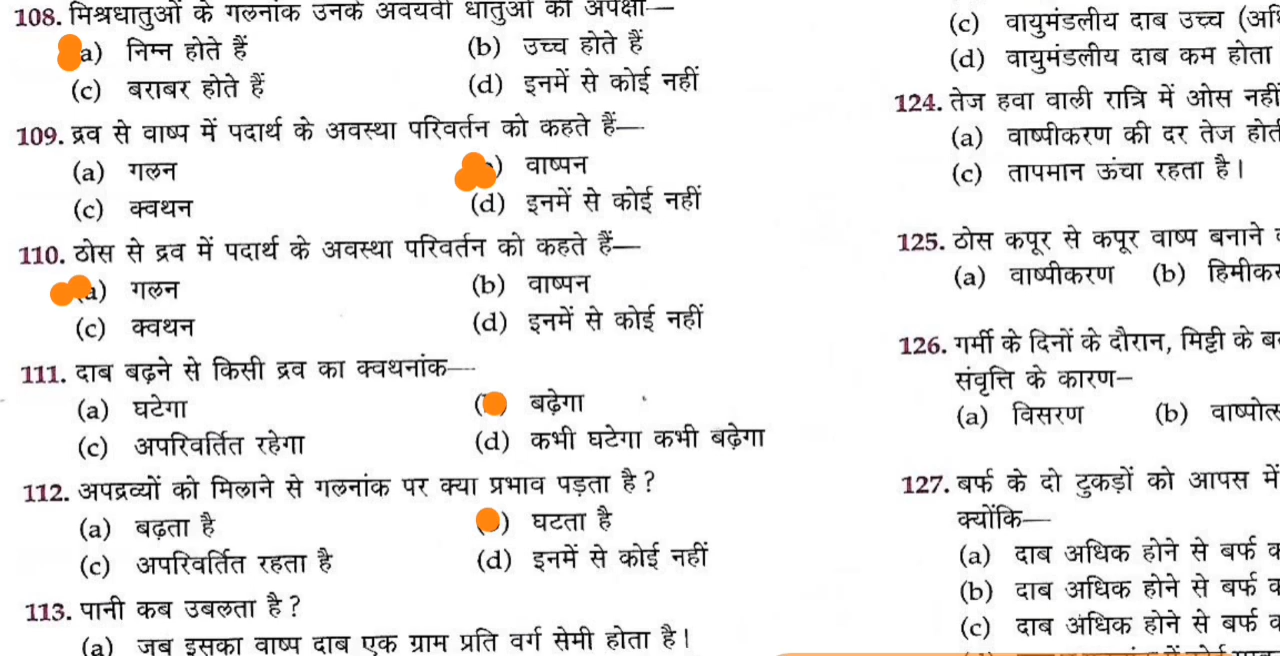 108. मिश्रधातुओं के गलनांक उनके अवयवी धातुओं की अपेक्षा—
a) निम्न होते हैं (b) उच्च होते हैं
(c) बराबर होते हैं (d) इनमें से कोई नहीं
109. द्रव से वाष्प में पदार्थ के अवस्था परिवर्तन को कहते हैं—
(a) गलन ) वाष्पन
(c) क्वथन (d) इनमें से कोई नहीं
110. ठोस से द्रव में पदार्थ के अवस्था परिवर्तन को कहते हैं—
a) गलन (b) वाष्पन
(c) क्वथन (d) इनमें से कोई नहीं
111. दाब बढ़ने से किसी द्रव का क्वथनांक—
(a) घटेगा ( ) बढ़ेगा
(c) अपरिवर्तित रहेगा (d) कभी घटेगा कभी बढ़ेगा
112. अपद्रव्यों को मिलाने से गलनांक पर क्या प्रभाव पड़ता है?
(a) बढ़ता है ( ) घटता है
(c) अपरिवर्तित रहता है (d) इनमें से कोई नहीं
113. पानी कब उबलता है?
(a) जब इसका वाष्प दाब एक ग्राम प्रति वर्ग सेमी होता है।
(c) वायुमंडलीय दाब उच्च
(d) वायुमंडलीय दाब कम होता
124. तेज हवा वाली रात्रि में ओस नहीं
(a) वाष्पीकरण की दर तेज
(c) तापमान ऊंचा रहता है।
125. ठोस कपूर से कपूर वाष्प बनाने
(a) वाष्पीकरण (b)
126. गर्मी के दिनों के दौरान, मिट्टी के
संवृत्ति के कारण–
(a) विसरण (b)
127. बर्फ के दो टुकड़ों को आपस में
क्योंकि—
(a) दाब अधिक होने से बर्फ
(b) दाब अधिक होने से बर्फ
(c) दाब अधिक होने से बर्फ